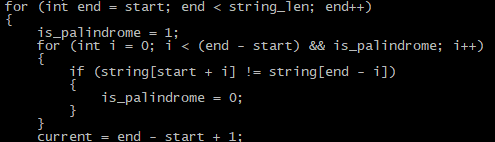 for (int end = start; end < string_len; end++)
{
    is_palindrome = 1;
    for (int i = 0; i < (end - start) && is_palindrome; i++)
    {
        if (string[start + i] != string[end - i])
        {
            is_palindrome = 0;
        }
    }
    current = end - start + 1;